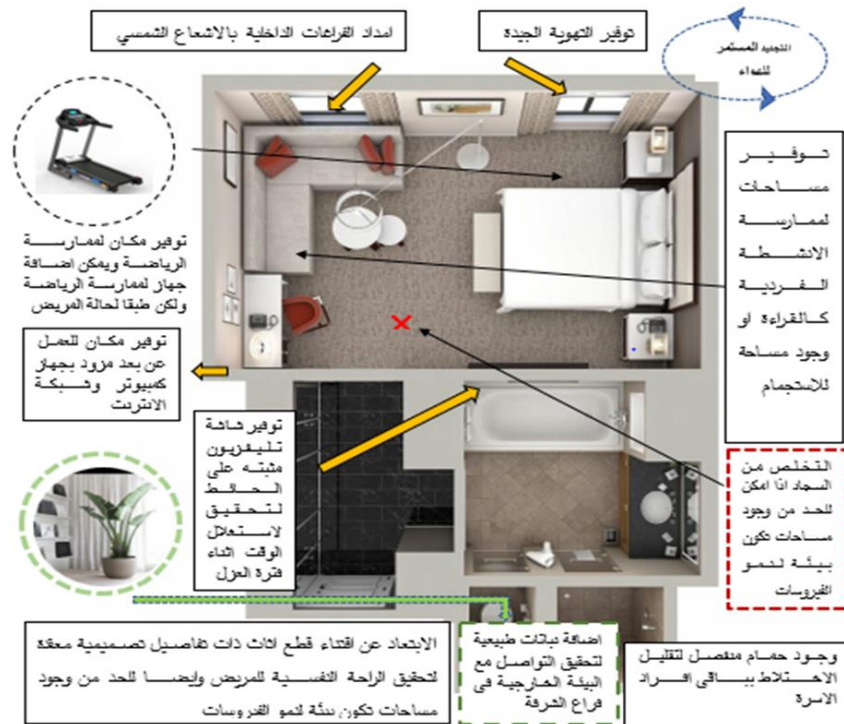 امداد الفراغات الداخلية بالاشعاع الشمسي
توفير التهوية الجيدة
التجديد المستمر
للهواء
توفير
مساحات
لممارسة
الانشطة
الفردية
كالقراءة او
وجود مساحة
للاستجمام
توفير مكان لممارسة
الرياضة ويمكن اضافة
جهاز لممارسة الرياضة
ولكن طبقا لحالة المريض
توفير مكان للعمل
عن بعد مزود بجهاز
كمبيوتر وشبكة
الانترنت
توفير شاشة
تليفزيون
مثبته على
الحائط
لتحقيق
لاستغلال
الوقت اثناء
فترة العزل
التخلص من
السجاد اذا امكن
للحد من وجود
مساحات تكون
بيئة لنمو
الفيروسات
الابتعاد عن اقتناء قطع اثاث ذات تفاصيل تصميمية معقدة
لتحقيق الراحة النفسية للمريض وايضا للحد من وجود
مساحات تكون بيئة لنمو الفيروسات
اضافة نباتات طبيعية
لتحقيق التواصل مع
البيئة الخارجية فى
فراغ الشرفة
وجود حمام منفصل لتقليل
الاختلاط بباقى افراد
الاسرة